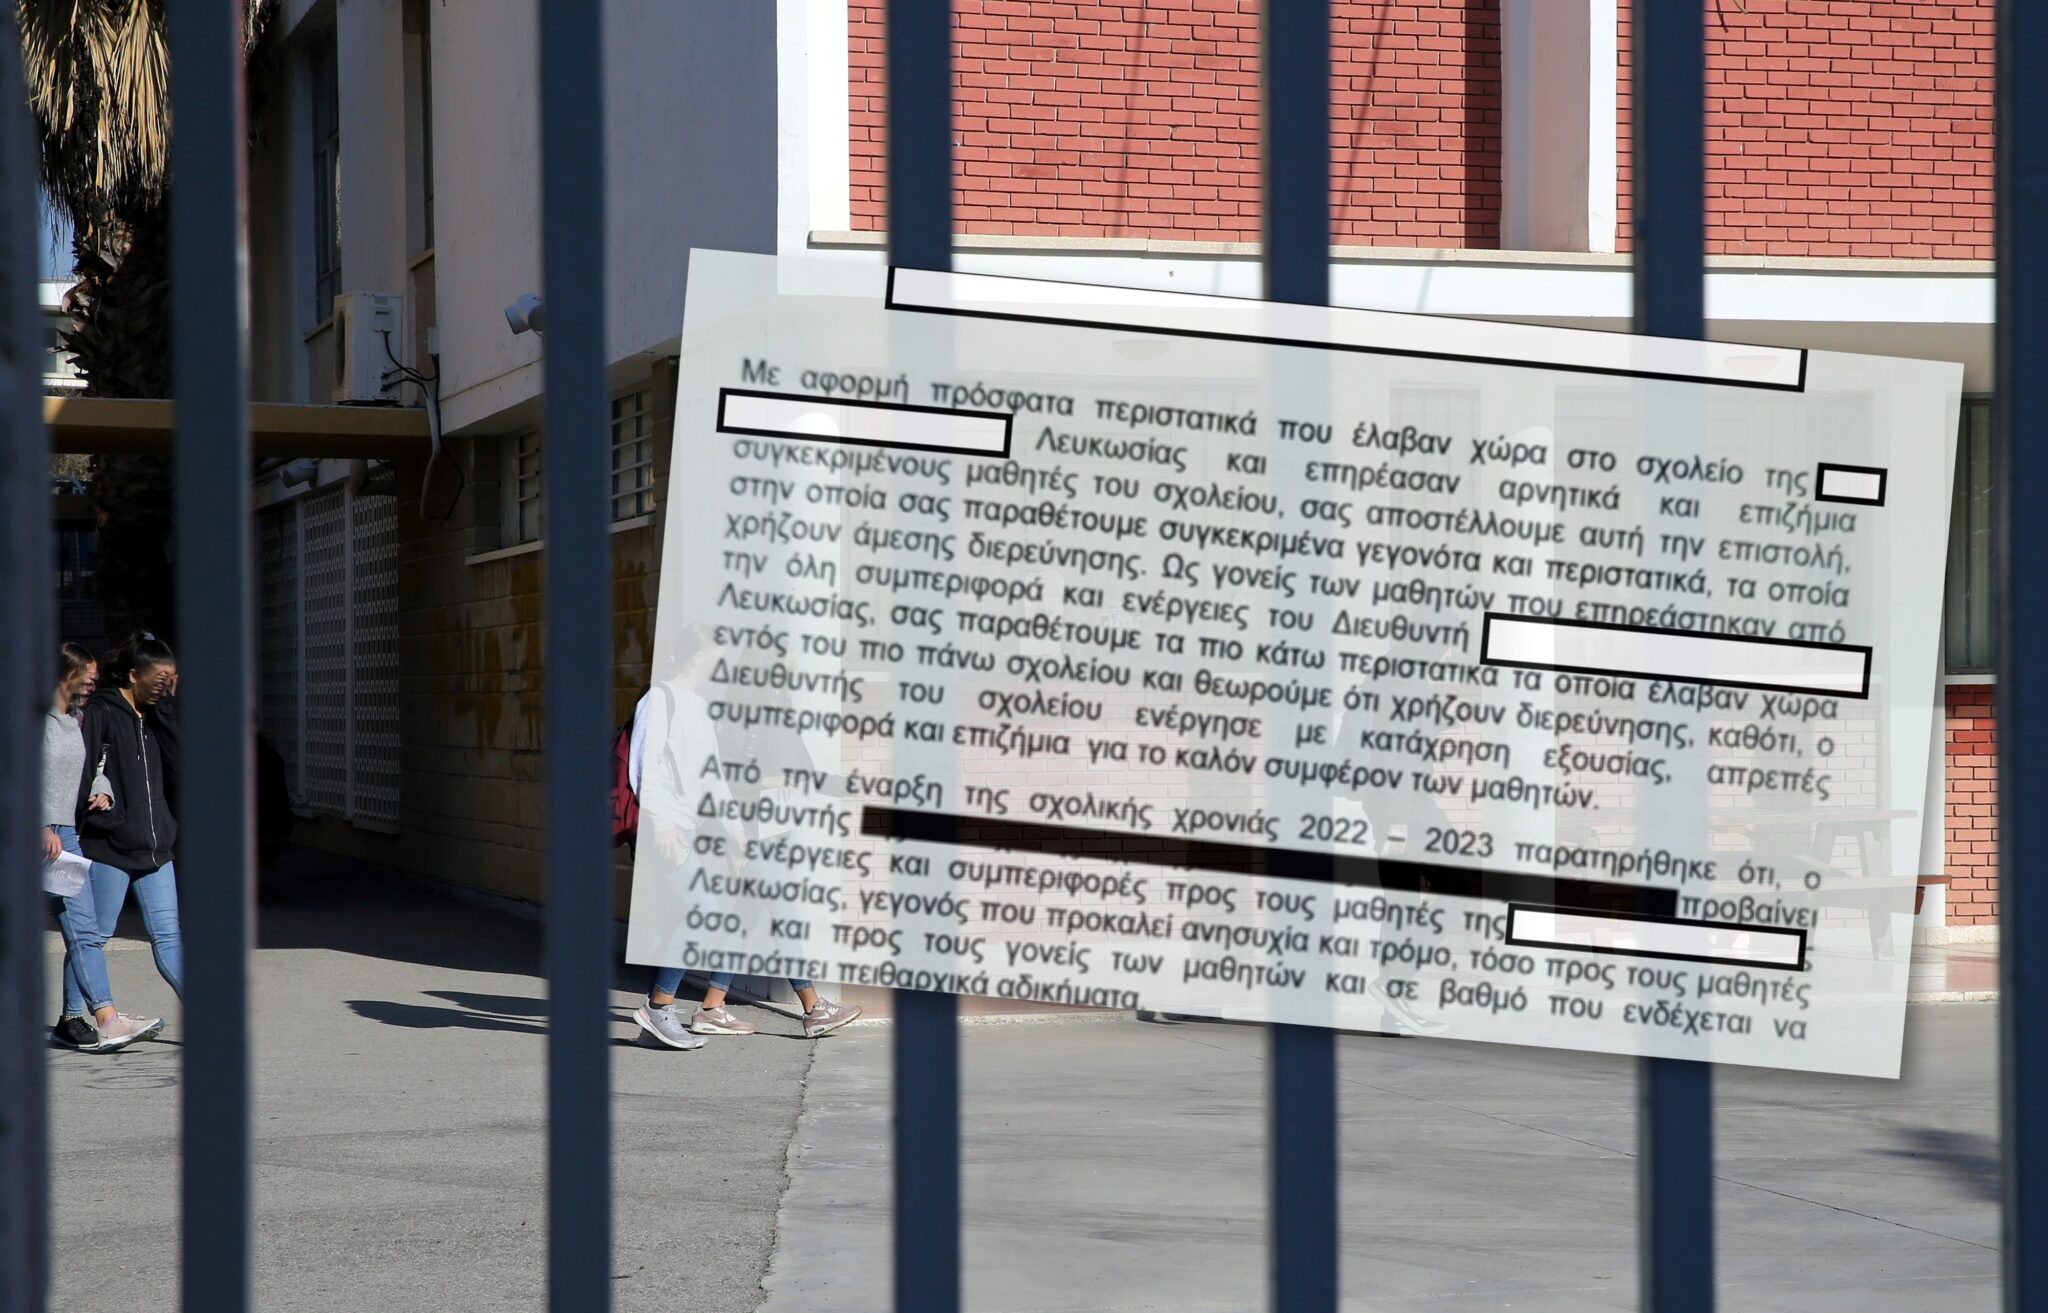 Με αφορμή πρόσφατα περιστατικά που έλαβαν χώρα στο σχολείο της
Λευκωσίας και επηρέασαν αρνητικά και επιζήμια
συγκεκριμένους μαθητές του σχολείου, σας αποστέλλουμε αυτή την επιστολή,
στην οποία σας παραθέτουμε συγκεκριμένα γεγονότα και περιστατικά, τα οποία
χρήζουν άμεσης διερεύνησης. Ως γονείς των μαθητών που επηρεάστηκαν από
την όλη συμπεριφορά και ενέργειες του Διευθυντή
Λευκωσίας, σας παραθέτουμε τα πιο κάτω περιστατικά τα οποία έλαβαν χώρα
εντός του πιο πάνω σχολείου και θεωρούμε ότι χρήζουν διερεύνησης, καθότι, ο
Διευθυντής του σχολείου ενέργησε με κατάχρηση εξουσίας, απρεπές
συμπεριφορά και επιζήμια για το καλόν συμφέρον των μαθητών.
Από την έναρξη της σχολικής χρονιάς 2022 – 2023 παρατηρήθηκε ότι, ο
Διευθυντής προβαίνει
σε ενέργειες και συμπεριφορές προς τους μαθητές της
Λευκωσίας, γεγονός που προκαλεί ανησυχία και τρόμο, τόσο προς τους μαθητές
όσο, και προς τους γονείς των μαθητών και σε βαθμό που ενδέχεται να
διαπράττει πειθαρχικά αδικήματα.